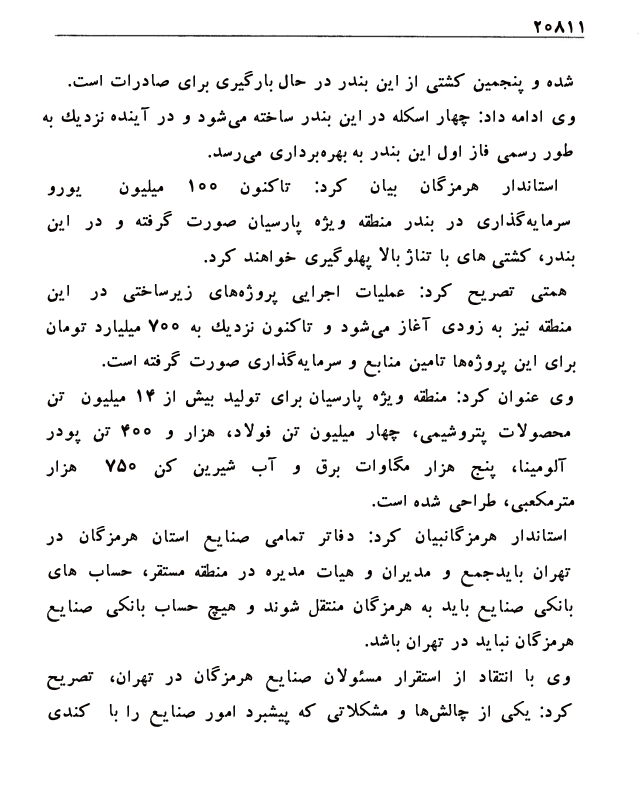 ۲۰۸۱۱
شده و پنجمین کشتی از این بندر در حال بارگیری برای صادرات است.
وی ادامه داد: چهار اسکله در این بندر ساخته می‌شود و در آینده نزدیك به
طور رسمی فاز اول این بندر به بهره‌برداری می‌رسد.
استاندار هرمزگان بیان کرد: تاکنون ۱۰۰ میلیون یورو
سرمایه‌گذاری در بندر منطقه ویژه پارسیان صورت گرفته و در این
بندر، کشتی های با تناژ بالا پهلوگیری خواهند کرد.
همتی تصریح کرد: عملیات اجرایی پروژه‌های زیرساختی در این
منطقه نیز به زودی آغاز می‌شود و تاکنون نزدیك به ۷۰۰ میلیارد تومان
برای این پروژه‌ها تامین منابع و سرمایه‌گذاری صورت گرفته است.
وی عنوان کرد: منطقه ویژه پارسیان برای تولید بیش از ۱۴ میلیون تن
محصولات پتروشیمی، چهار میلیون تن فولاد، هزار و ۴۰۰ تن پودر
آلومینا، پنج هزار مگاوات برق و آب شیرین کن ۷۵۰ هزار
مترمکعبی، طراحی شده است.
استاندار هرمزگانبیان کرد: دفاتر تمامی صنایع استان هرمزگان در
تهران بایدجمع و مدیران و هیات مدیره در منطقه مستقر، حساب های
بانکی صنایع باید به هرمزگان منتقل شوند و هیچ حساب بانکی صنایع
هرمزگان نباید در تهران باشد.
وی با انتقاد از استقرار مسئولان صنایع هرمزگان در تهران، تصریح
کرد: یکی از چالش‌ها و مشکلاتی که پیشبرد امور صنایع را با کندی